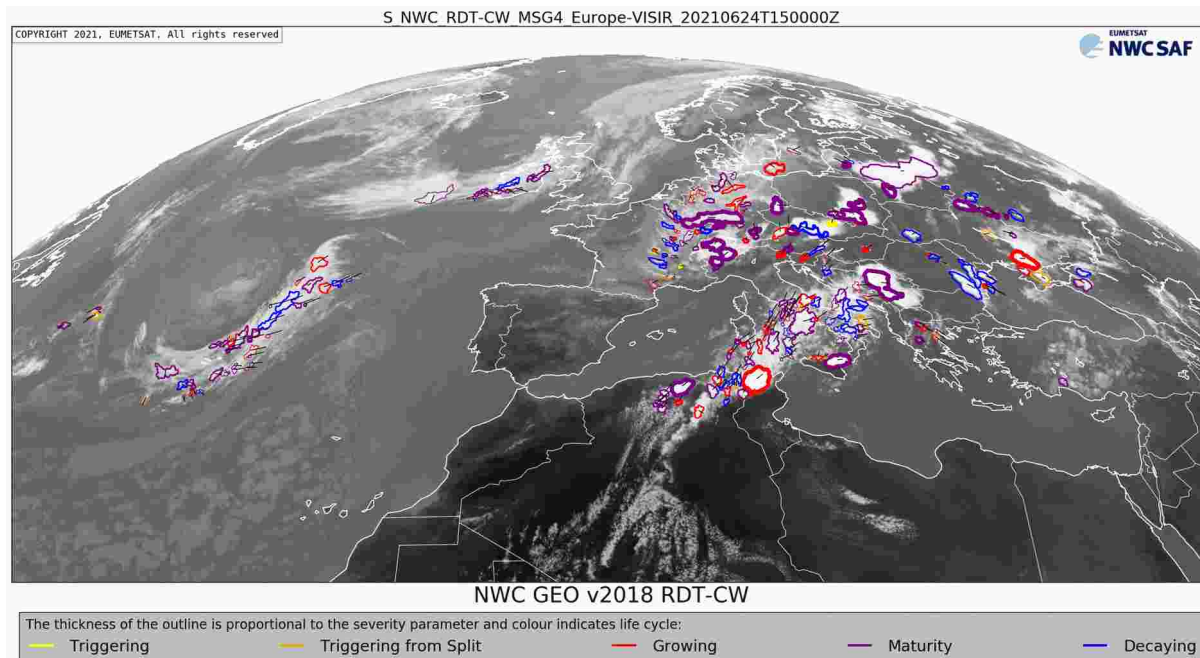 S_NWC_RDT-CW_MSG4_Europe-VISIR_20210624T150000Z
COPYRIGHT 2021, EUMETSAT. All rights reserved
EUMETSAT
NWC SAF
NWC GEO v2018 RDT-CW
The thickness of the outline is proportional to the severity parameter and colour indicates life cycle:
Triggering Triggering from Split Growing Maturity Decaying